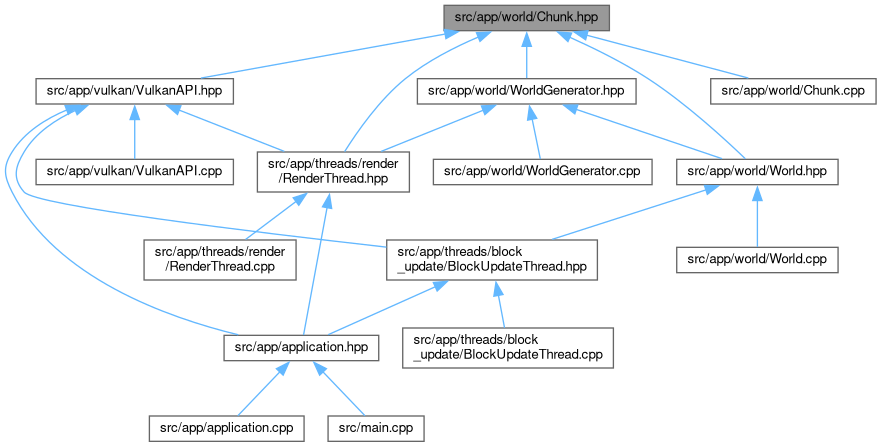 src/app/world/Chunk.hpp
src/app/vulkan/VulkanAPI.hpp
src/app/world/WorldGenerator.hpp
src/app/world/Chunk.cpp
src/app/vulkan/VulkanAPI.cpp
src/app/threads/render
/RenderThread.hpp
src/app/world/WorldGenerator.cpp
src/app/world/World.hpp
src/app/threads/render
/RenderThread.cpp
src/app/threads/block
_update/BlockUpdateThread.hpp
src/app/world/World.cpp
src/app/application.hpp
src/app/threads/block
_update/BlockUpdateThread.cpp
src/app/application.cpp
src/main.cpp